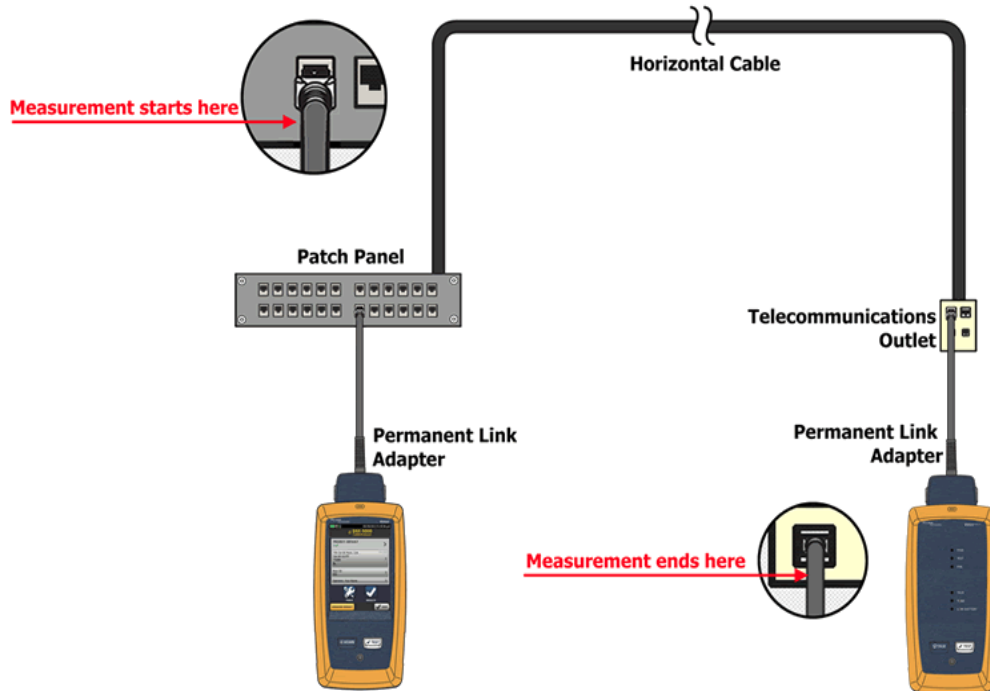 Horizontal Cable
Measurement starts here
Patch Panel
Telecommunications
Outlet
Permanent Link
Adapter
Permanent Link
Adapter
Measurement ends here